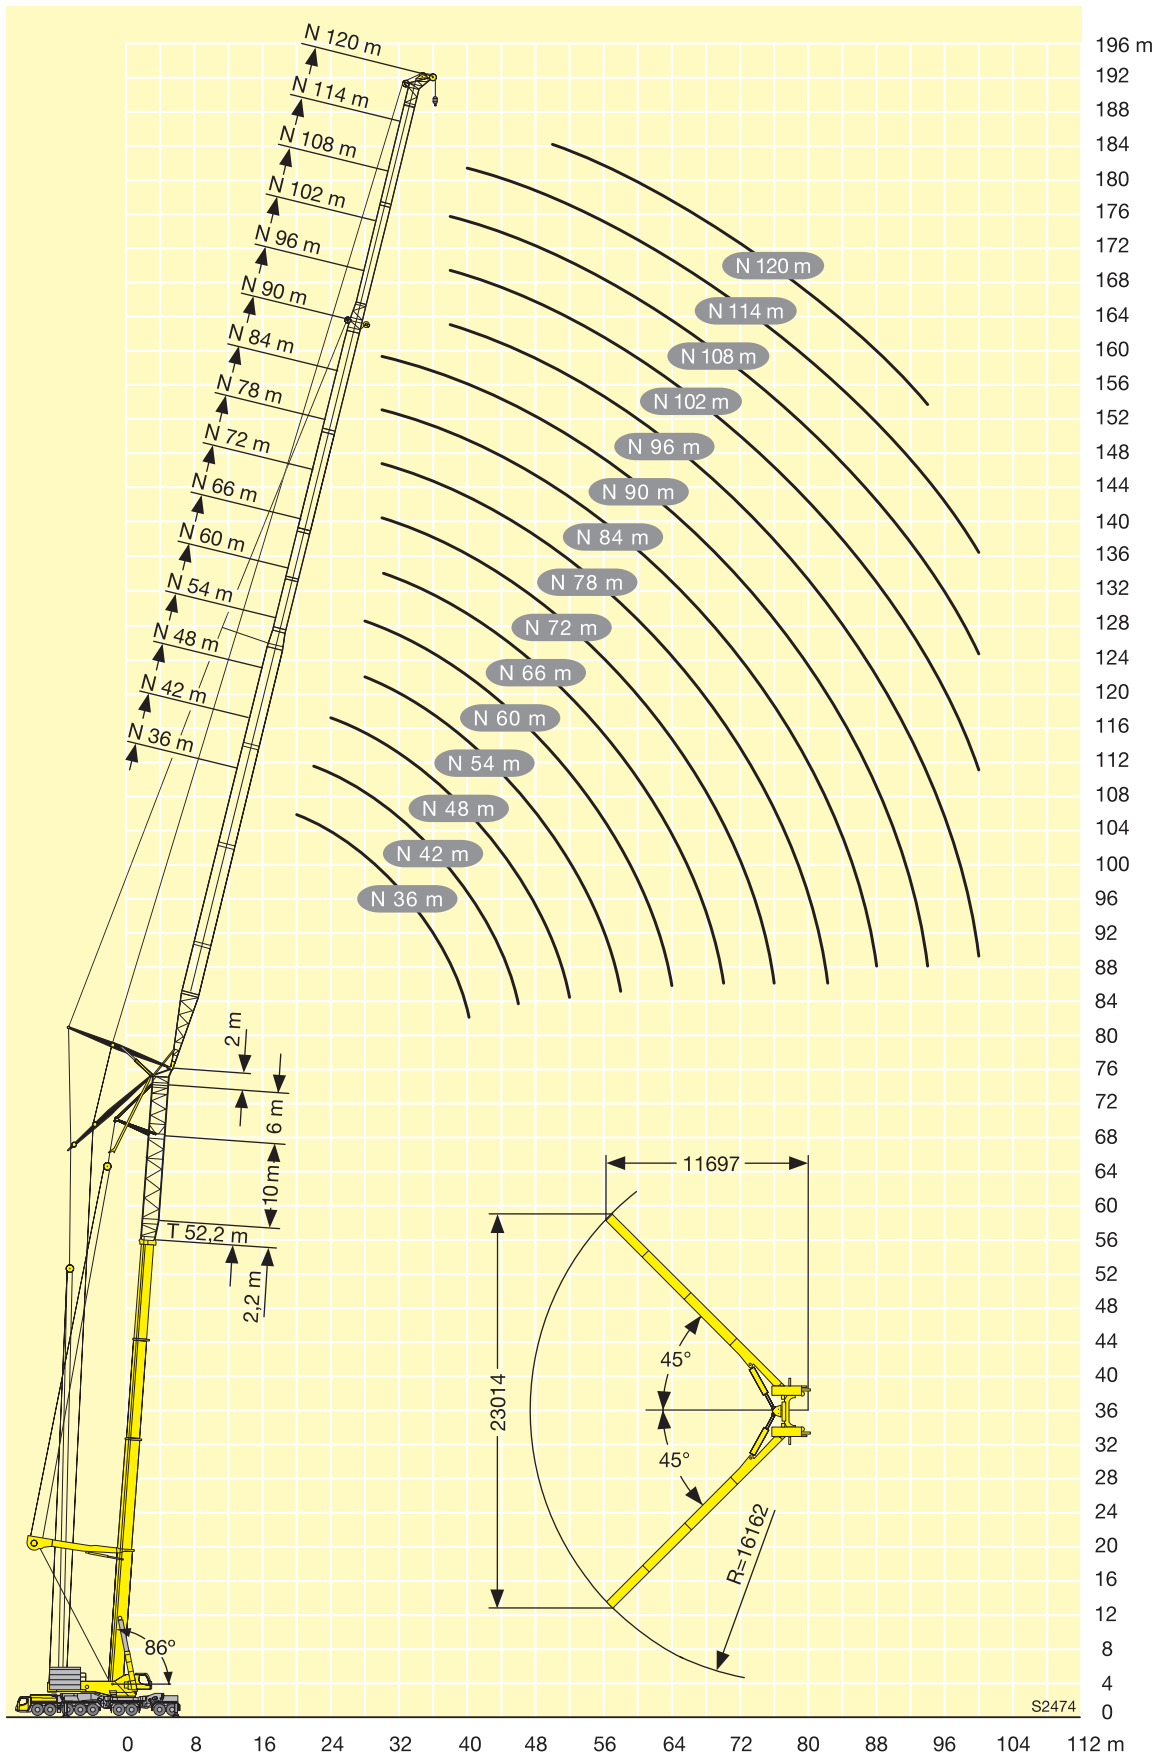 N 120 m
N 114 m
N 108 m
N 102 m
N 96 m
N 90 m
N 84 m
N 78 m
N 72 m
N 66 m
N 60 m
N 54 m
N 48 m
N 42 m
N 36 m
N 120 m
N 114 m
N 108 m
N 102 m
N 96 m
N 90 m
N 84 m
N 78 m
N 72 m
N 66 m
N 60 m
N 54 m
N 48 m
N 42 m
N 36 m
196 m
192
188
184
180
176
172
168
164
160
156
152
148
144
140
136
132
128
124
120
116
112
108
104
100
96
92
88
84
80
76
72
68
64
60
56
52
48
44
40
36
32
28
24
20
16
12
8
4
0
2 m
6 m
10 m
T 52,2 m
2,2 m
86°
11697
23014
45°
45°
R=16162
S2474
0 8 16 24 32 40 48 56 64 72 80 88 96 104 112 m